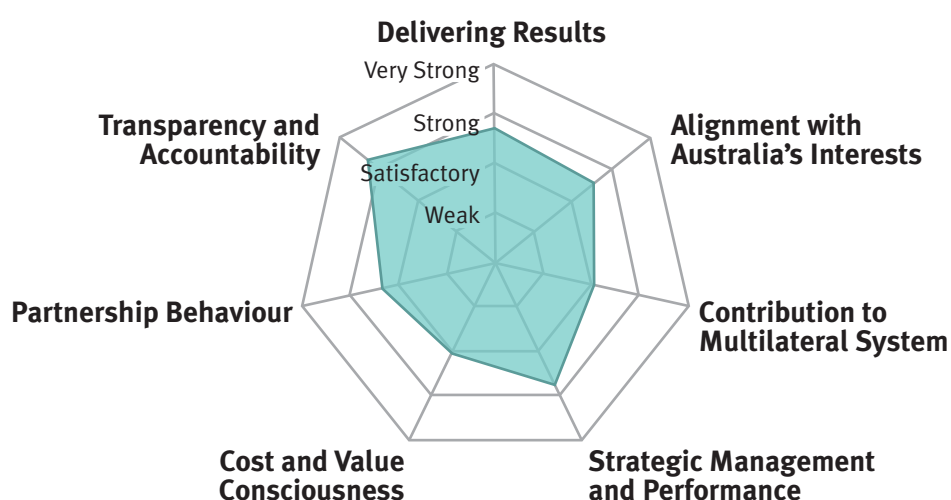 Delivering Results
Very Strong
Strong
Satisfactory
Weak
Transparency and
Accountability
Alignment with
Australia’s Interests
Partnership Behaviour
Contribution to
Multilateral System
Cost and Value
Consciousness
Strategic Management
and Performance